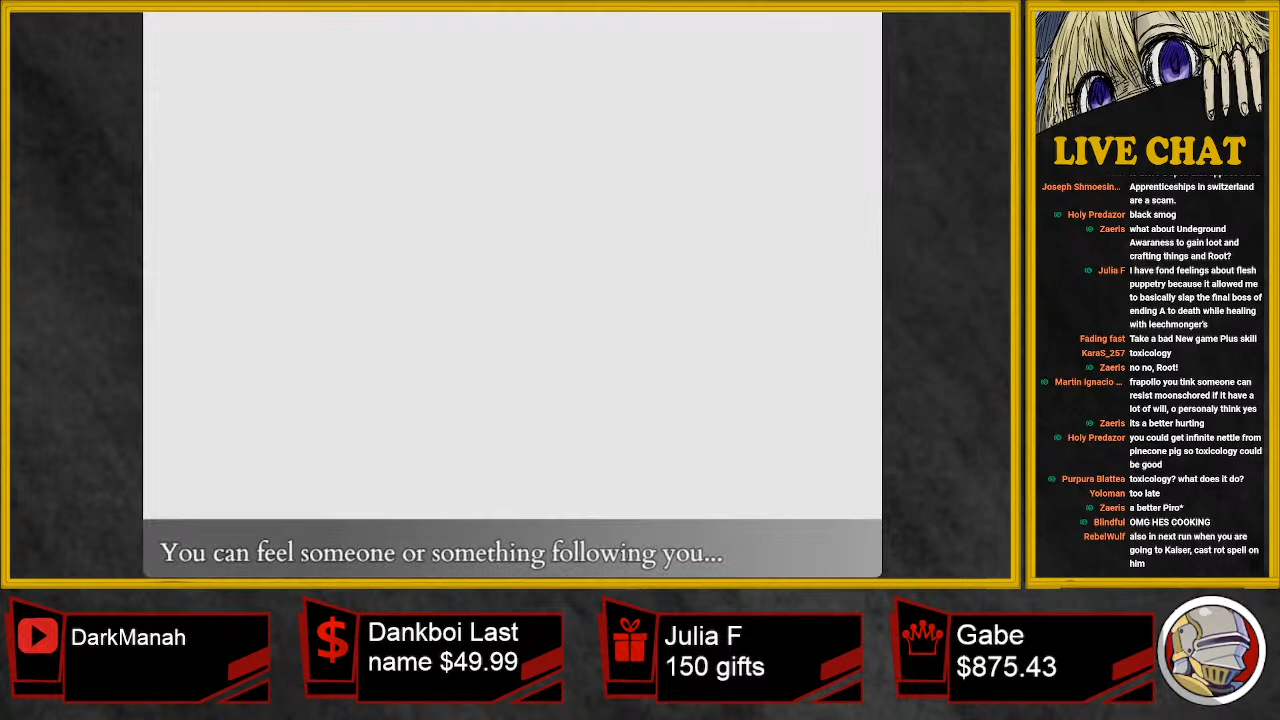 You can feel someone or something following you...
LIVE CHAT
Joseph Shmoesin... Apprenticeships in switzerland
are a scam.
Holy Predazor black smog
Zaeris what about Undeground
Awaraness to gain loot and
crafting things and Root?
Julia F I have fond feelings about flesh
puppetry because it allowed me
to basically slap the final boss of
ending A to death while healing
with leechmonger's
Fading fast Take a bad New game Plus skill
KaraS_257 toxicology
Zaeris no no, Root!
Martin Ignacio ... frapollo you tink someone can
resist moonschored if it have a
lot of will, o personaly think yes
Zaeris its a better hurting
Holy Predazor you could get infinite nettle from
pinecone pig so toxicology could
be good
Purpura Blattea toxicology? what does it do?
Yoloman too late
Zaeris a better Piro*
Blindful OMG HES COOKING
RebelWulf also in next run when you are
going to Kaiser, cast rot spell on
him
DarkManah
Dankboi Last
name $49.99
Julia F
150 gifts
Gabe
$875.43